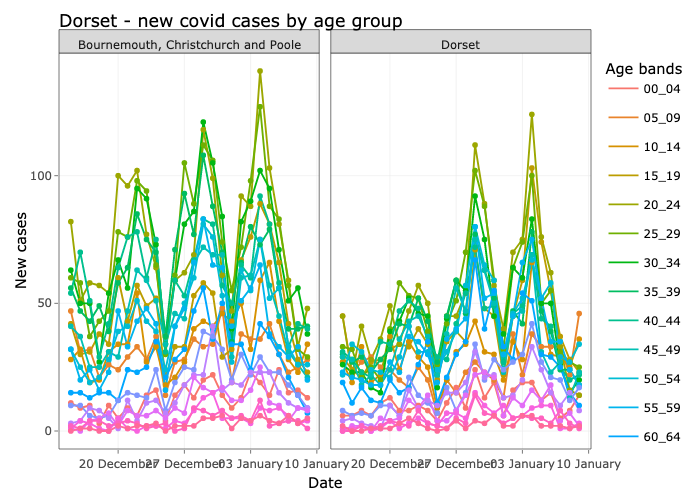 Dorset - new covid cases by age group
Bournemouth, Christchurch and Poole
Dorset
Age bands
00_04
05_09
10_14
15_19
20_24
25_29
30_34
35_39
40_44
45_49
50_54
55_59
60_64
New cases
100
50
0
20 December
27 December
03 January
10 January
20 December
27 December
03 January
10 January
Date